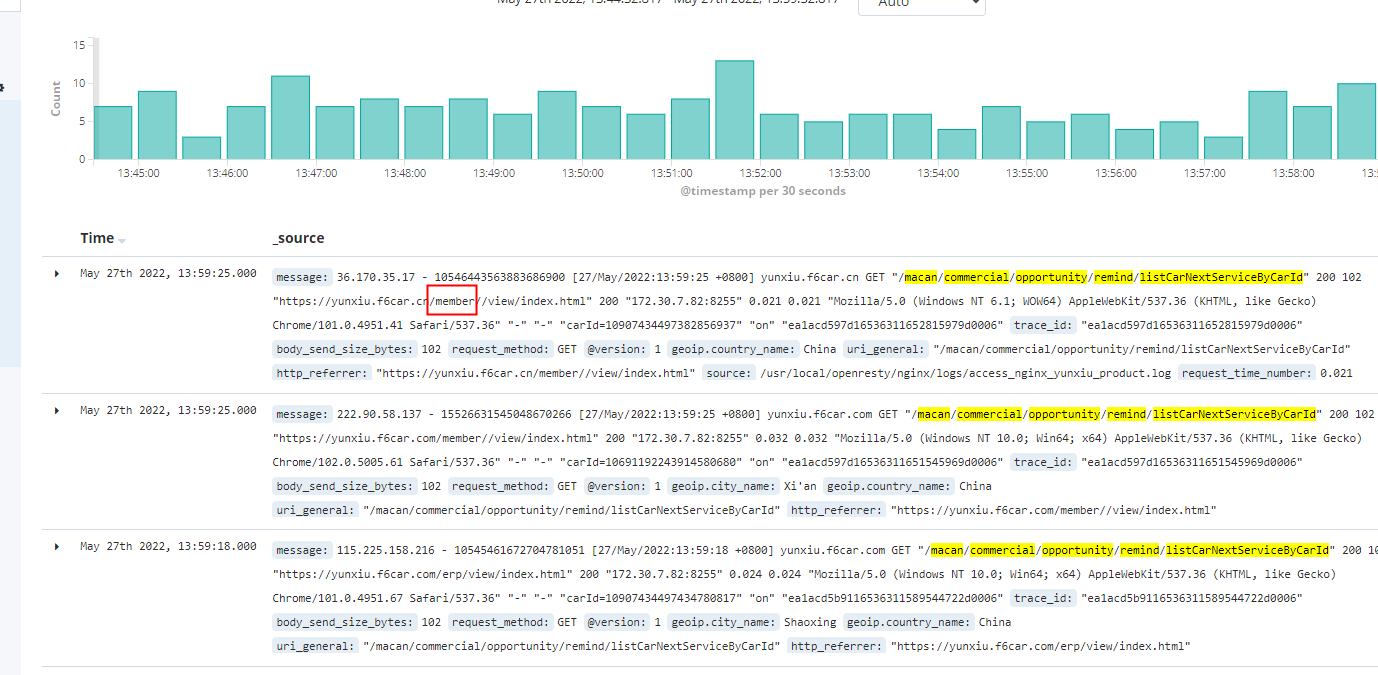 May 27th 2022, 13:44:32.817 - May 27th 2022, 13:59:32.817 Auto
15
10
5
0
Count
13:45:00 13:46:00 13:47:00 13:48:00 13:49:00 13:50:00 13:51:00 13:52:00 13:53:00 13:54:00 13:55:00 13:56:00 13:57:00 13:58:00
@timestamp per 30 seconds
Time _source
May 27th 2022, 13:59:25.000 message: 36.170.35.17 - 10546443563883686900 [27/May/2022:13:59:25 +0800] yunxiu.f6car.cn GET "/macan/commercial/opportunity/remind/listCarNextServiceByCarId" 200 102
"https://yunxiu.f6car.cn/member//view/index.html" 200 "172.30.7.82:8255" 0.021 0.021 "Mozilla/5.0 (Windows NT 6.1; WOW64) AppleWebKit/537.36 (KHTML, like Gecko)
Chrome/101.0.4951.41 Safari/537.36" "-" "-" "carId=10907434497382856937" "on" "ea1acd597d16536311652815979d0006" trace_id: "ea1acd597d16536311652815979d0006"
body_send_size_bytes: 102 request_method: GET @version: 1 geoip.country_name: China uri_general: "/macan/commercial/opportunity/remind/listCarNextServiceByCarId"
http_referrer: "https://yunxiu.f6car.cn/member//view/index.html" source: /usr/local/openresty/nginx/logs/access_nginx_yunxiu_product.log request_time_number: 0.021
May 27th 2022, 13:59:25.000 message: 222.90.58.137 - 15526631545048670266 [27/May/2022:13:59:25 +0800] yunxiu.f6car.com GET "/macan/commercial/opportunity/remind/listCarNextServiceByCarId" 200 102
"https://yunxiu.f6car.com/member//view/index.html" 200 "172.30.7.82:8255" 0.032 0.032 "Mozilla/5.0 (Windows NT 10.0; Win64; x64) AppleWebKit/537.36 (KHTML, like Gecko)
Chrome/102.0.5005.61 Safari/537.36" "-" "-" "carId=10691192243914580680" "on" "ea1acd597d16536311651545969d0006" trace_id: "ea1acd597d16536311651545969d0006"
body_send_size_bytes: 102 request_method: GET @version: 1 geoip.city_name: Xi'an geoip.country_name: China
uri_general: "/macan/commercial/opportunity/remind/listCarNextServiceByCarId" http_referrer: "https://yunxiu.f6car.com/member//view/index.html"
May 27th 2022, 13:59:18.000 message: 115.225.158.216 - 10545461672704781051 [27/May/2022:13:59:18 +0800] yunxiu.f6car.com GET "/macan/commercial/opportunity/remind/listCarNextServiceByCarId" 200
"https://yunxiu.f6car.com/erp/view/index.html" 200 "172.30.7.82:8255" 0.024 0.024 "Mozilla/5.0 (Windows NT 10.0; Win64; x64) AppleWebKit/537.36 (KHTML, like Gecko)
Chrome/101.0.4951.67 Safari/537.36" "-" "-" "carId=10907434497434780817" "on" "ea1acd5b9116536311589544722d0006" trace_id: "ea1acd5b9116536311589544722d0006"
body_send_size_bytes: 102 request_method: GET @version: 1 geoip.city_name: Shaoxing geoip.country_name: China
uri_general: "/macan/commercial/opportunity/remind/listCarNextServiceByCarId" http_referrer: "https://yunxiu.f6car.com/erp/view/index.html"